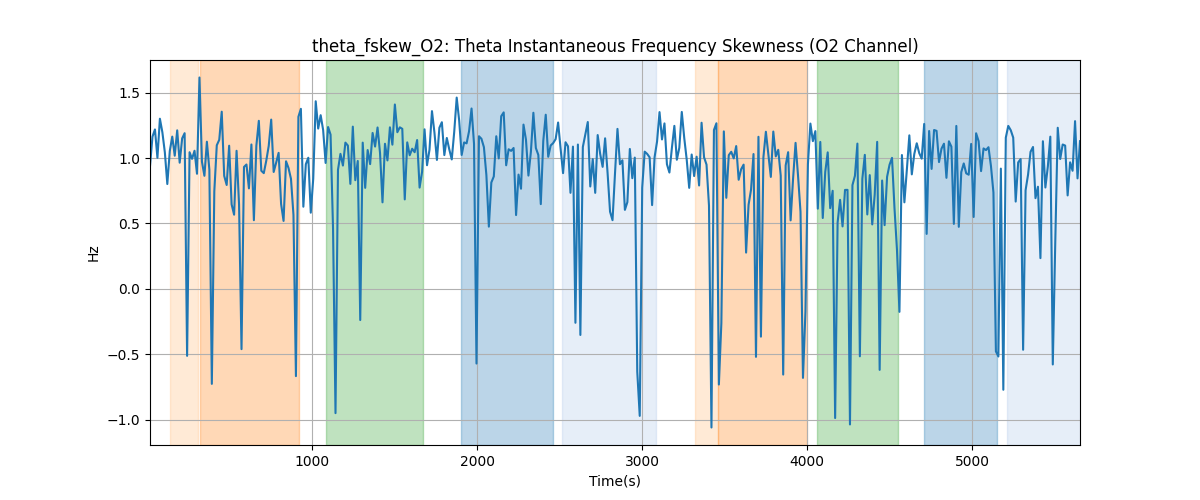 theta_fskew_O2: Theta Instantaneous Frequency Skewness (O2 Channel)
1.5
1.0
0.5
0.0
−0.5
−1.0
Hz
1000 2000 3000 4000 5000
Time(s)